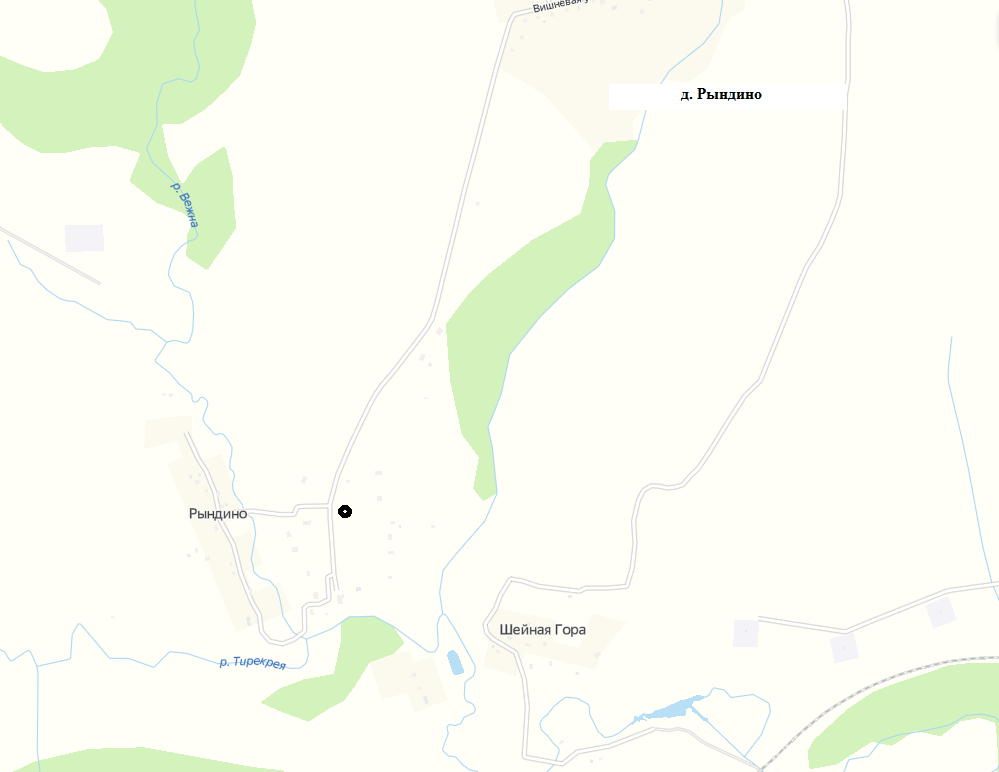 Вишневая у
д. Рындино
р. Вежна
Рындино
Шейная Гора
р. Тирекрея